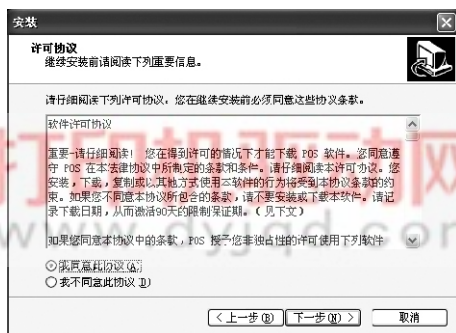 安装
许可协议
继续安装前请阅读下列重要信息。
请仔细阅读下列许可协议。您在继续安装前必须同意这些协议条款。
软件许可协议
重要-请仔细阅读! 您在得到许可的情况下才能下载 POS 软件。您同意遵
守 POS 在本法律协议中所制定的条款和条件。请仔细阅读本许可协议。您
安装，下载，复制或以其他方式使用本软件的行为将受到本协议条款的约
束。如果您不同意本协议所包含的条款，请不要安装或下载本软件。请记
录下载日期，从而激活90天的限制保证期。（见下文）
如果您同意本协议中的条款，POS 授予您非独占性的许可使用下列软件
我同意此协议(A)
我不同意此协议(D)
<上一步(B) 下一步(N)> 取消
打印机驱动网
www.dyjqd.com